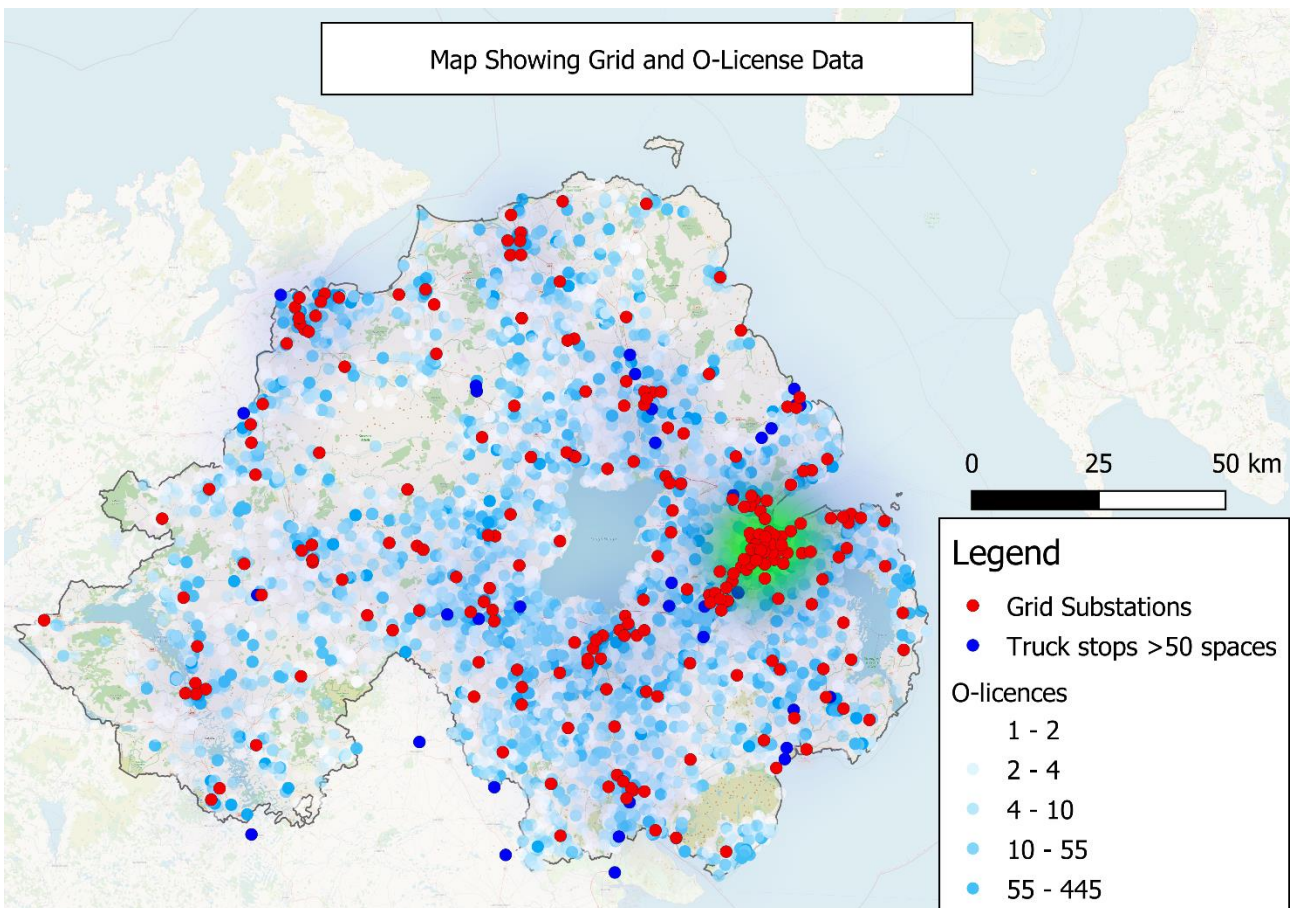 Map Showing Grid and O-License Data
0 25 50 km
Legend
Grid Substations
Truck stops >50 spaces
O-licences
1 - 2
2 - 4
4 - 10
10 - 55
55 - 445